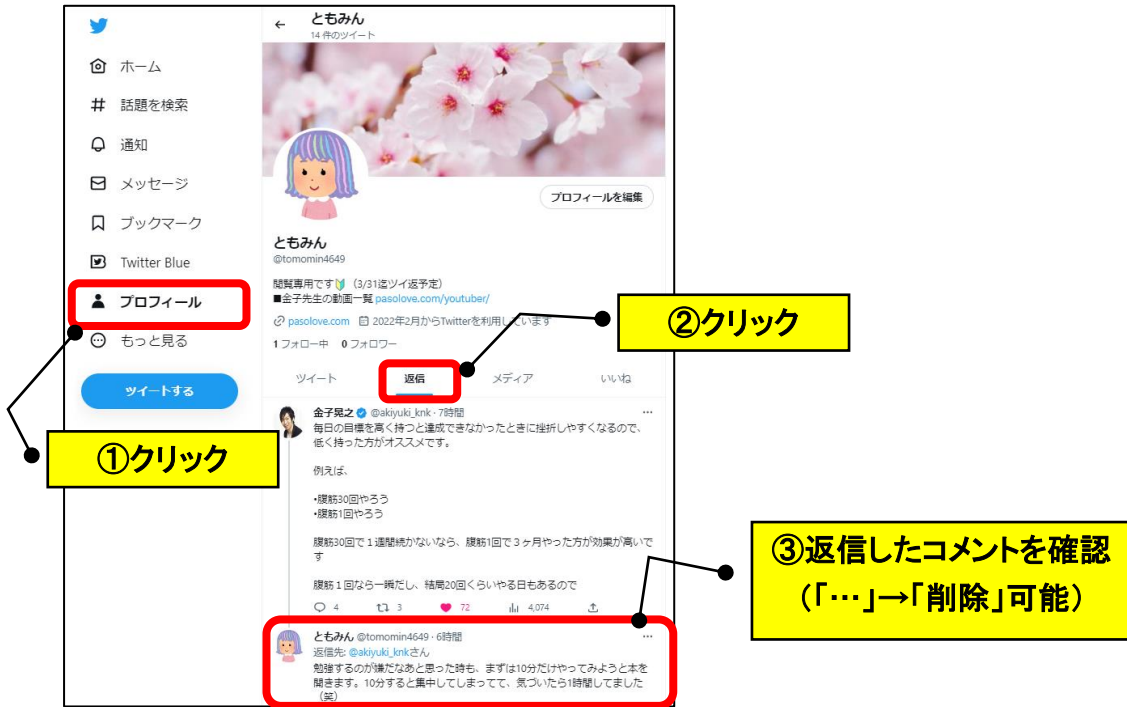 ともみん
14 件のツイート
ホーム
話題を検索
通知
メッセージ
ブックマーク
Twitter Blue
プロフィール
もっと見る
ツイートする
①クリック
プロフィールを編集
ともみん
@tomomin4649
閲覧専用です🔰 (3/31迄ツイ返予定)
■金子先生の動画一覧 pasolove.com/youtuber/
pasolove.com 2022年2月からTwitterを利用しています
1 フォロー中 0 フォロワー
②クリック
ツイート 返信 メディア いいね
金子晃之 @akiyuki_knk · 7時間 …
毎日の目標を高く持つと達成できなかったときに挫折しやすくなるので、
低く持った方がオススメです。
例えば、
•腹筋30回やろう
•腹筋1回やろう
腹筋30回で1週間続かないなら、腹筋1回で3ヶ月やった方が効果が高いで
す
腹筋1回なら一瞬だし、結局20回くらいやる日もあるので
4 3 72 4,074
③返信したコメントを確認
(「…」→「削除」可能)
ともみん @tomomin4649 · 6時間 …
返信先: @akiyuki_knkさん
勉強するのが嫌だなあと思った時も、まずは10分だけやってみようと本を
開きます。10分すると集中してしまってて、気づいたら1時間してました
(笑)